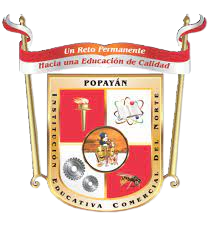 Un Reto Permanente
Hacia una Educación de Calidad
POPAYÁN
INSTITUCIÓN EDUCATIVA COMERCIAL DEL NORTE